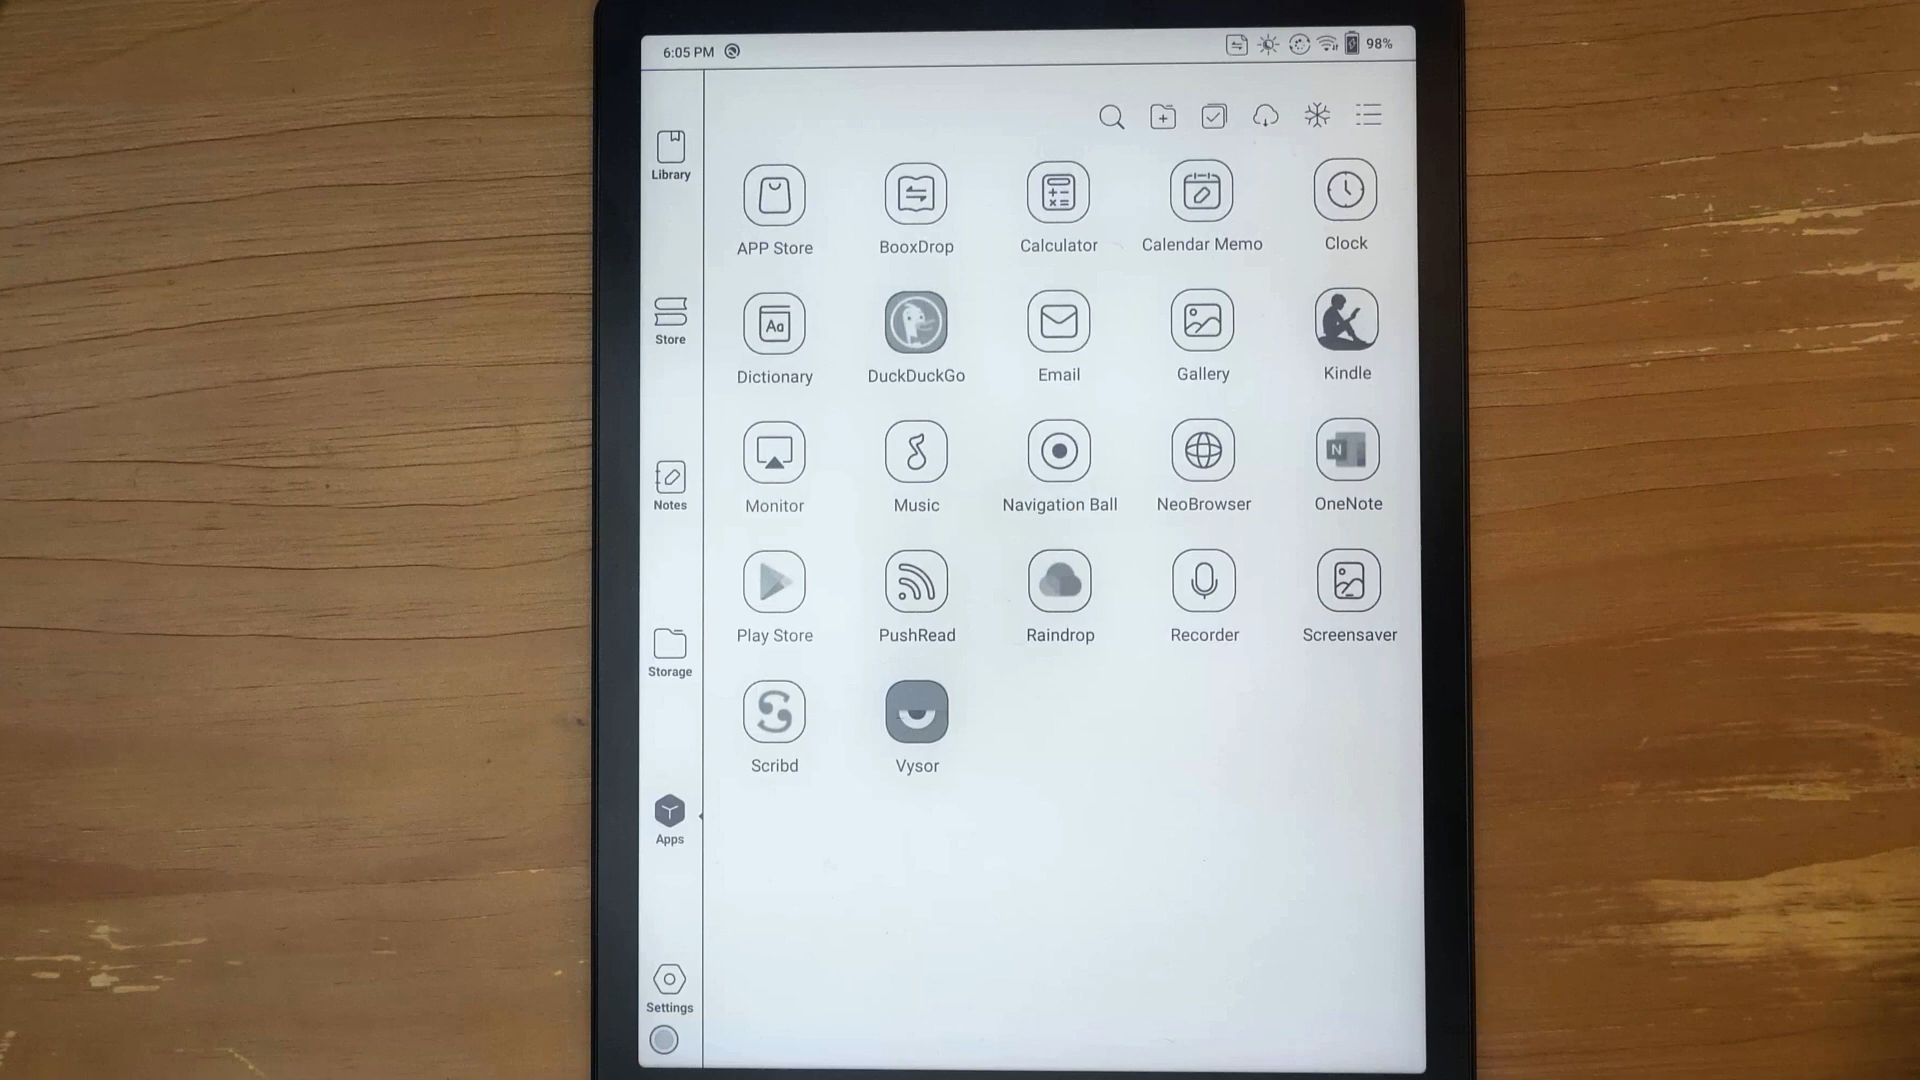 6:05 PM
98%
Library
Store
Notes
Storage
Apps
Settings
APP Store
BooxDrop
Calculator
Calendar Memo
Clock
Aa
Dictionary
DuckDuckGo
Email
Gallery
Kindle
Monitor
Music
Navigation Ball
NeoBrowser
N
OneNote
Play Store
PushRead
Raindrop
Recorder
Screensaver
Scribd
Vysor